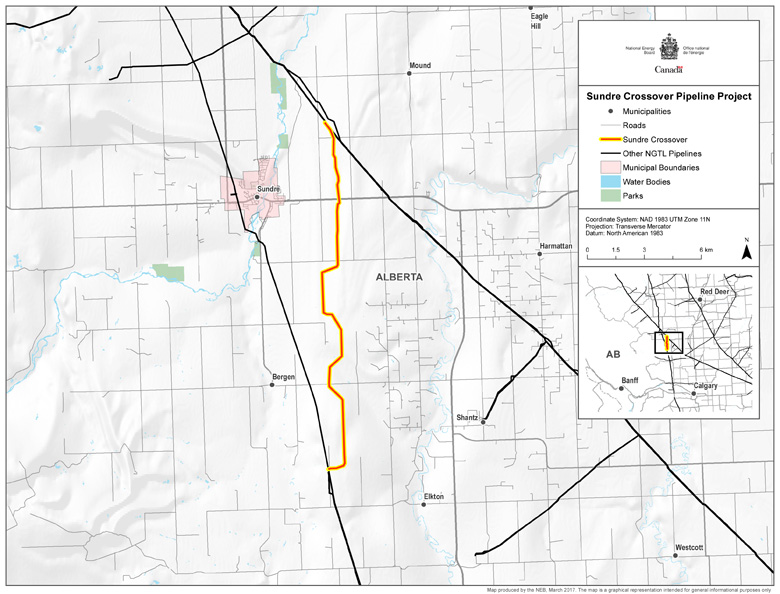 Eagle
Hill
Mound
Sundre
Harmattan
ALBERTA
Bergen
Shantz
Elkton
Westcott
National Energy
Board
Office national
de l'énergie
Canada
Sundre Crossover Pipeline Project
Municipalities
Roads
Sundre Crossover
Other NGTL Pipelines
Municipal Boundaries
Water Bodies
Parks
Coordinate System: NAD 1983 UTM Zone 11N
Projection: Transverse Mercator
Datum: North American 1983
0 1.5 3 6 km
N
Red Deer
AB
Banff
Calgary
Map produced by the NEB, March 2017. The map is a graphical representation intended for general informational purposes only.